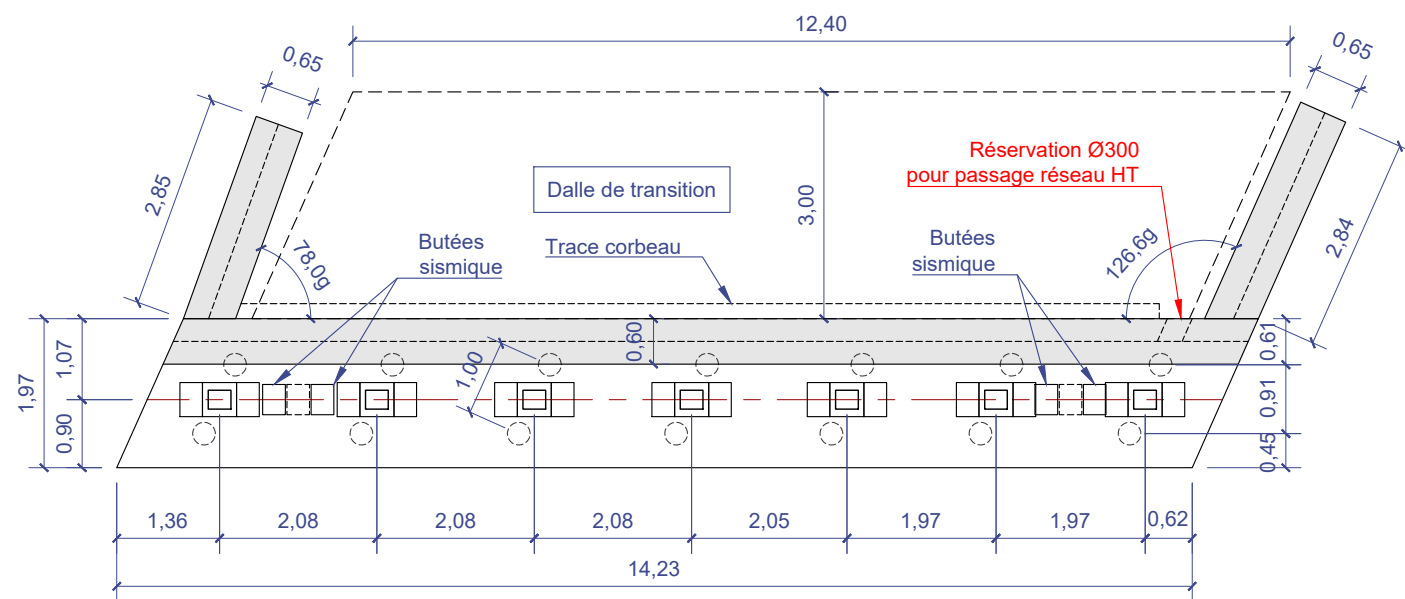 12,40
0,65
0,65
Réservation Ø300
pour passage réseau HT
2,85
Dalle de transition
3,00
2,84
Butées
sismique
Trace corbeau
Butées
sismique
78,0g
126,6g
1,97
1,07
0,90
0,60
1,00
0,61
0,91
0,45
1,36
2,08
2,08
2,08
2,05
1,97
1,97
0,62
14,23